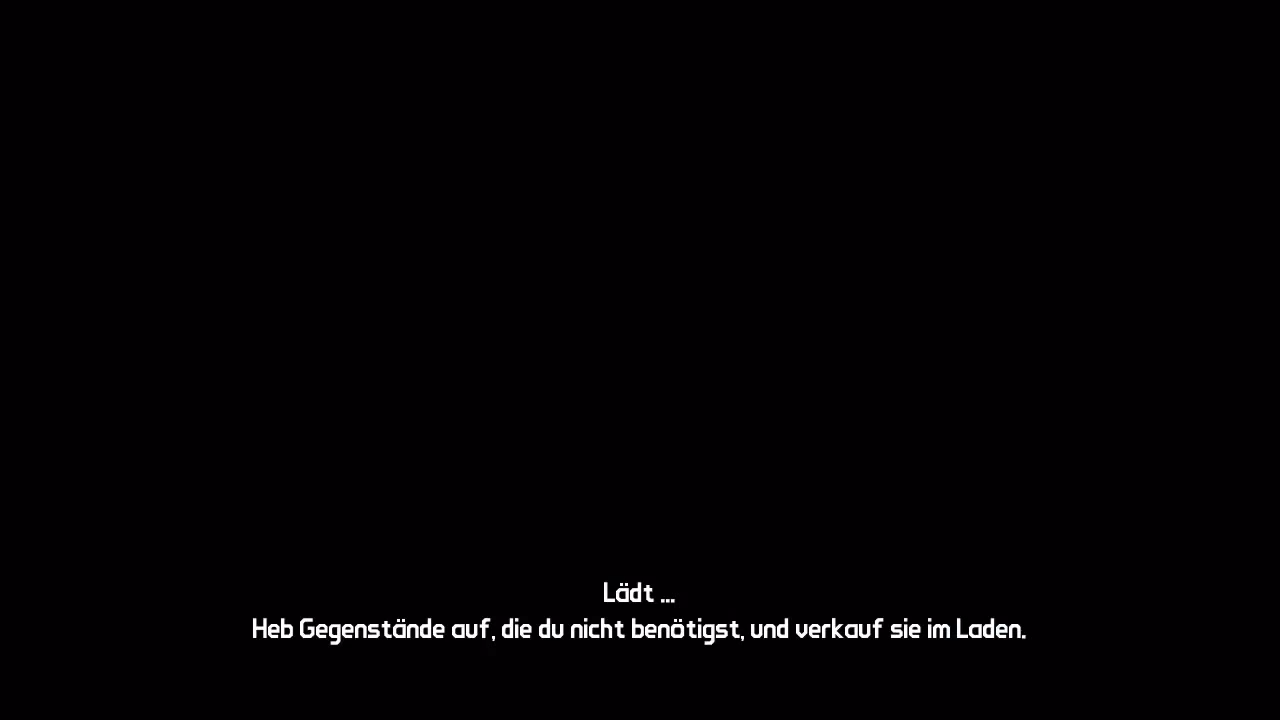 Lädt ...
Heb Gegenstände auf, die du nicht benötigst, und verkauf sie im Laden.